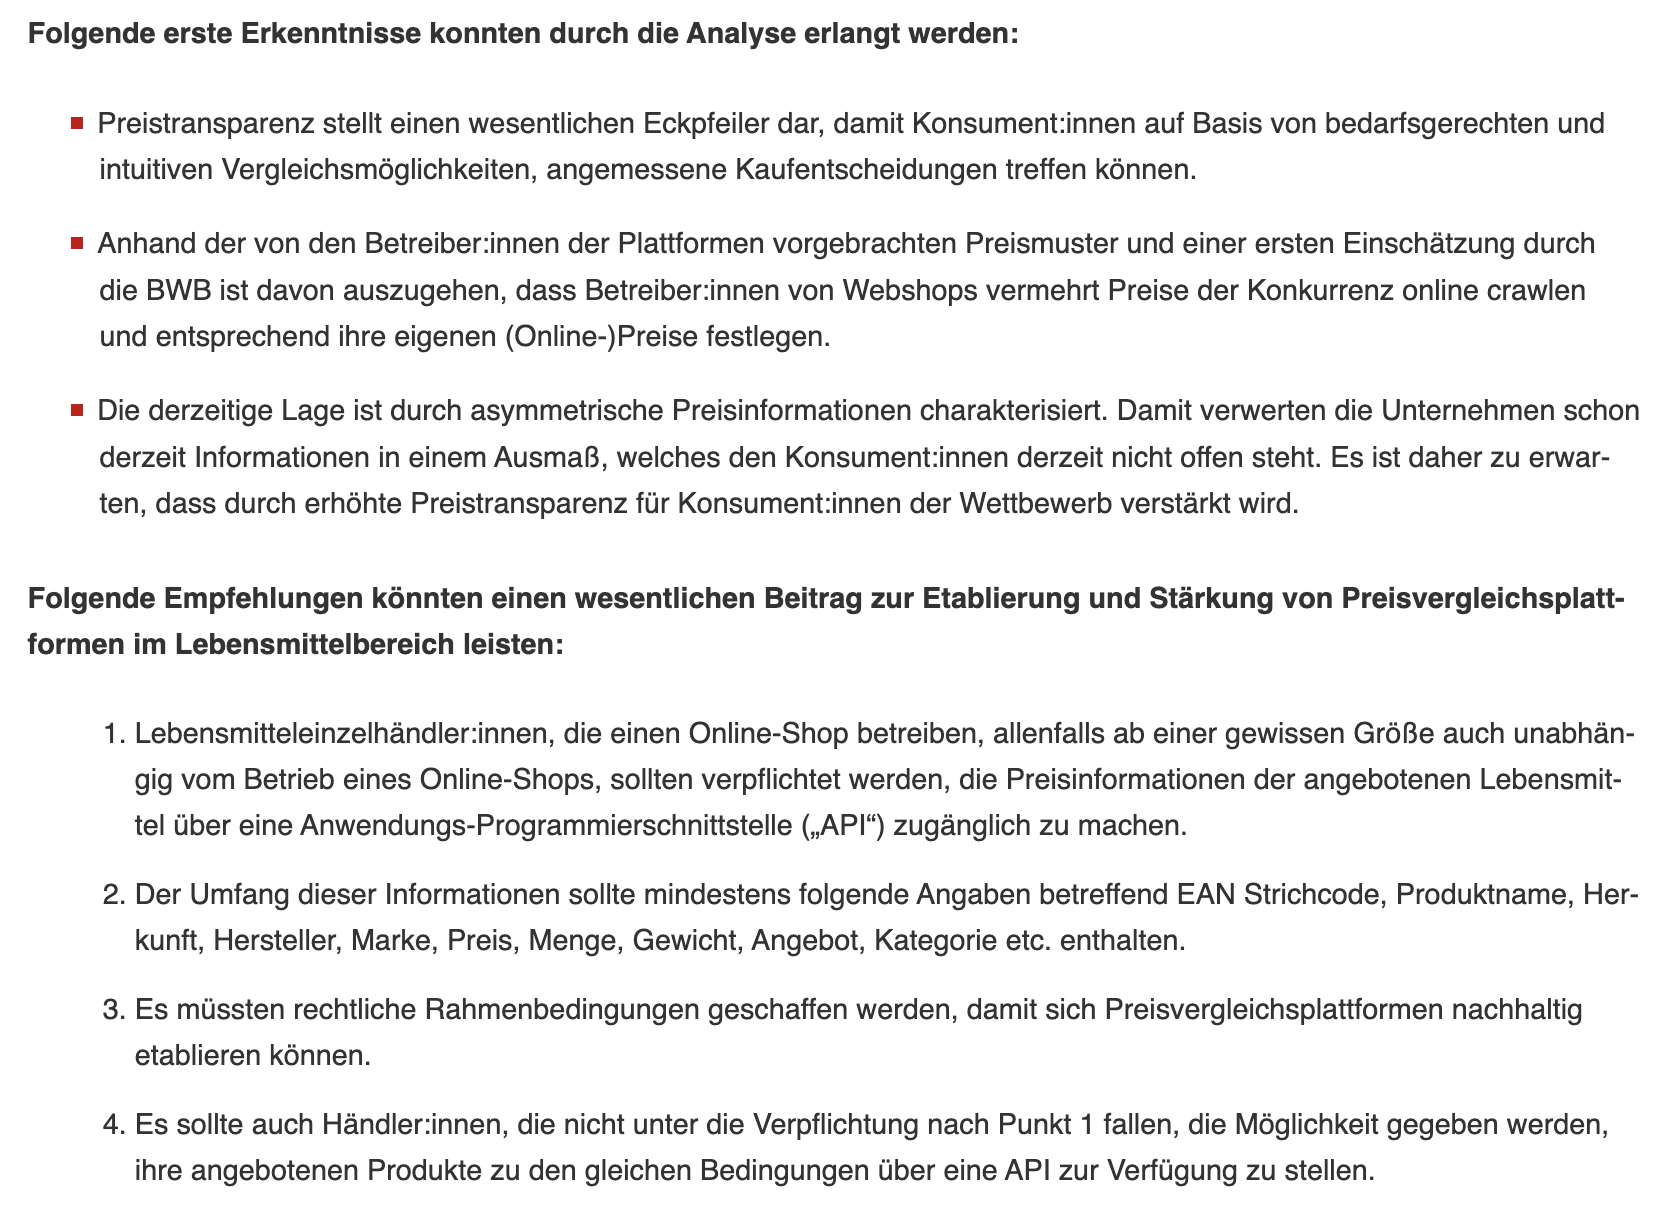 Folgende erste Erkenntnisse konnten durch die Analyse erlangt werden:
Preistransparenz stellt einen wesentlichen Eckpfeiler dar, damit Konsument:innen auf Basis von bedarfsgerechten und
intuitiven Vergleichsmöglichkeiten, angemessene Kaufentscheidungen treffen können.
Anhand der von den Betreiber:innen der Plattformen vorgebrachten Preismuster und einer ersten Einschätzung durch
die BWB ist davon auszugehen, dass Betreiber:innen von Webshops vermehrt Preise der Konkurrenz online crawlen
und entsprechend ihre eigenen (Online-)Preise festlegen.
Die derzeitige Lage ist durch asymmetrische Preisinformationen charakterisiert. Damit verwerten die Unternehmen schon
derzeit Informationen in einem Ausmaß, welches den Konsument:innen derzeit nicht offen steht. Es ist daher zu erwar-
ten, dass durch erhöhte Preistransparenz für Konsument:innen der Wettbewerb verstärkt wird.
Folgende Empfehlungen könnten einen wesentlichen Beitrag zur Etablierung und Stärkung von Preisvergleichsplatt-
formen im Lebensmittelbereich leisten:
1. Lebensmitteleinzelhändler:innen, die einen Online-Shop betreiben, allenfalls ab einer gewissen Größe auch unabhän-
gig vom Betrieb eines Online-Shops, sollten verpflichtet werden, die Preisinformationen der angebotenen Lebensmit-
tel über eine Anwendungs-Programmierschnittstelle („API“) zugänglich zu machen.
2. Der Umfang dieser Informationen sollte mindestens folgende Angaben betreffend EAN Strichcode, Produktname, Her-
kunft, Hersteller, Marke, Preis, Menge, Gewicht, Angebot, Kategorie etc. enthalten.
3. Es müssten rechtliche Rahmenbedingungen geschaffen werden, damit sich Preisvergleichsplattformen nachhaltig
etablieren können.
4. Es sollte auch Händler:innen, die nicht unter die Verpflichtung nach Punkt 1 fallen, die Möglichkeit gegeben werden,
ihre angebotenen Produkte zu den gleichen Bedingungen über eine API zur Verfügung zu stellen.